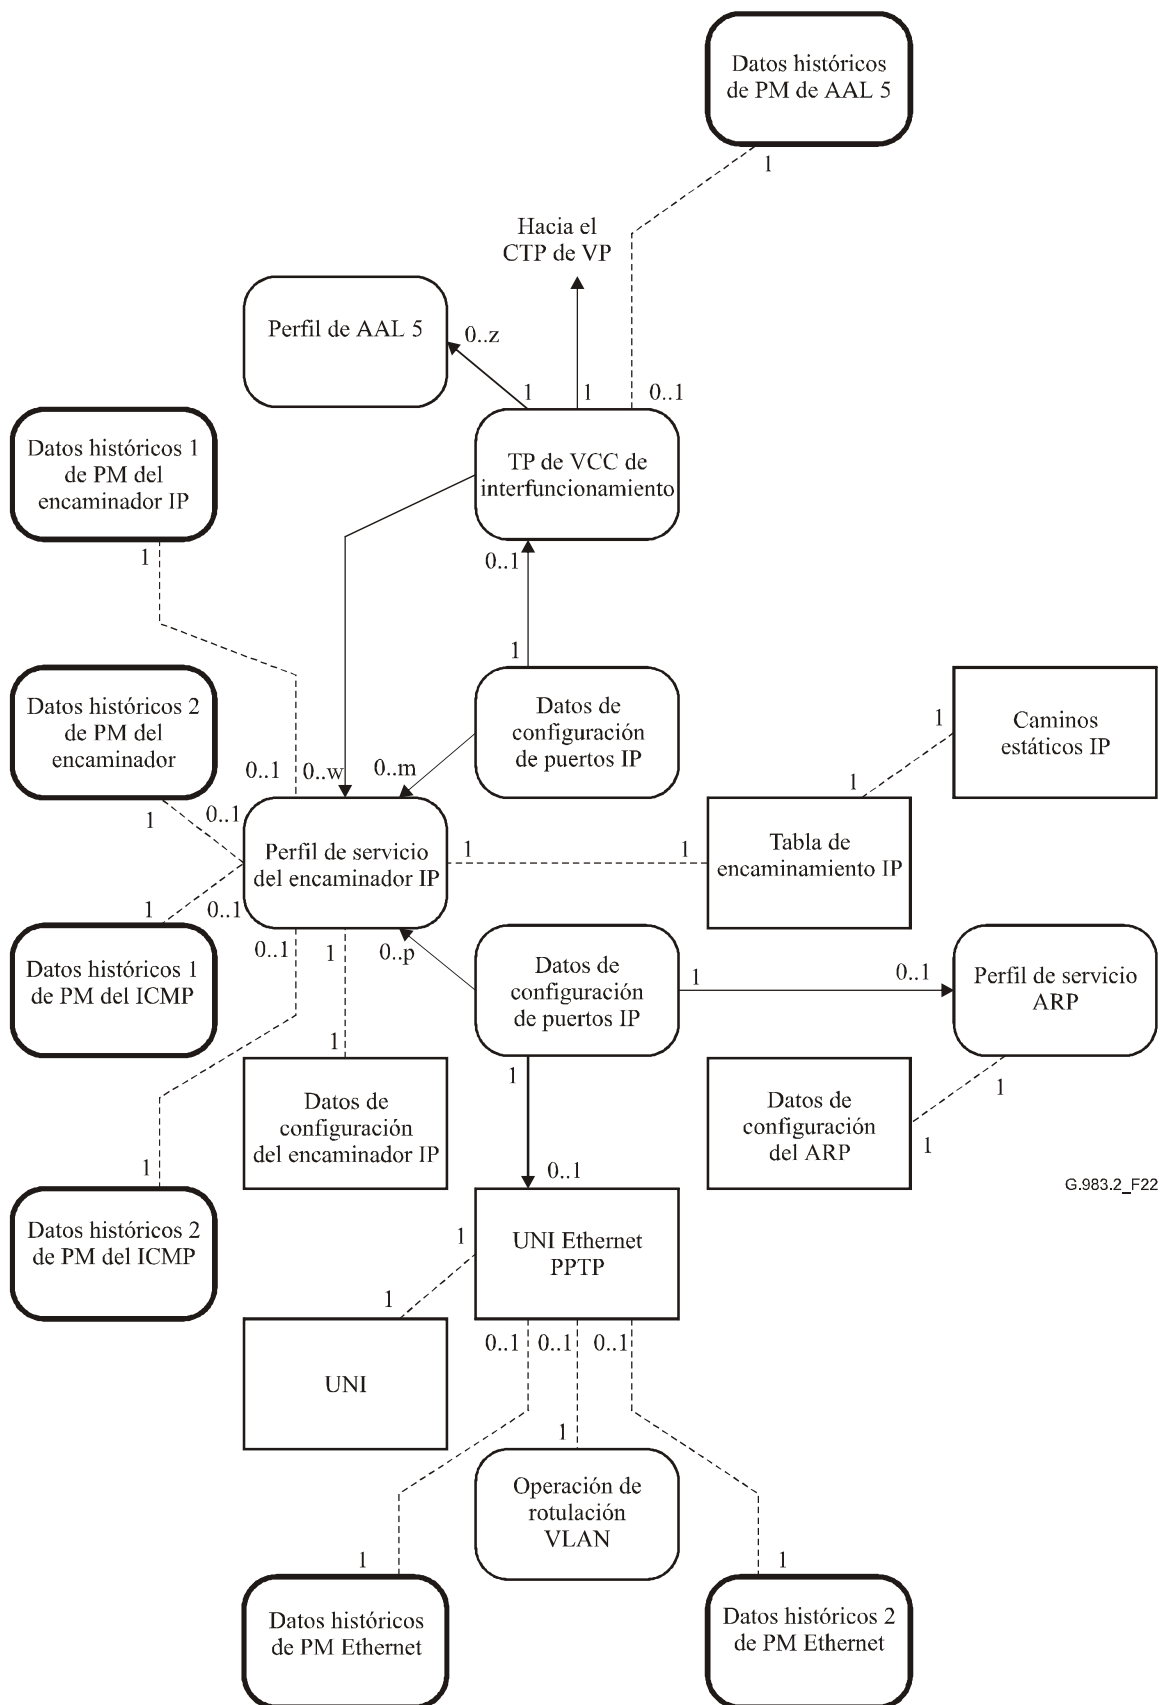 Datos históricos
de PM de AAL 5
1
Hacia el
CTP de VP
Perfil de AAL 5
0..z
1
1
0..1
Datos históricos 1
de PM del
encaminador IP
1
TP de VCC de
interfuncionamiento
0..1
1
Datos históricos 2
de PM del
encaminador
1
0..1
0..1
0..w
0..m
Datos de
configuración
de puertos IP
Caminos
estáticos IP
1
1
Perfil de servicio
del encaminador IP
1
1
Tabla de
encaminamiento IP
1
0..1
0..1
1
0..p
Datos históricos 1
de PM del ICMP
Datos de
configuración
de puertos IP
1
0..1
Perfil de servicio
ARP
1
1
1
Datos de
configuración
del encaminador IP
Datos de
configuración
del ARP
1
1
0..1
G.983.2_F22
Datos históricos 2
de PM del ICMP
1
UNI Ethernet
PPTP
1
UNI
0..1
0..1
0..1
1
Operación de
rotulación
VLAN
1
1
Datos históricos
de PM Ethernet
Datos históricos 2
de PM Ethernet